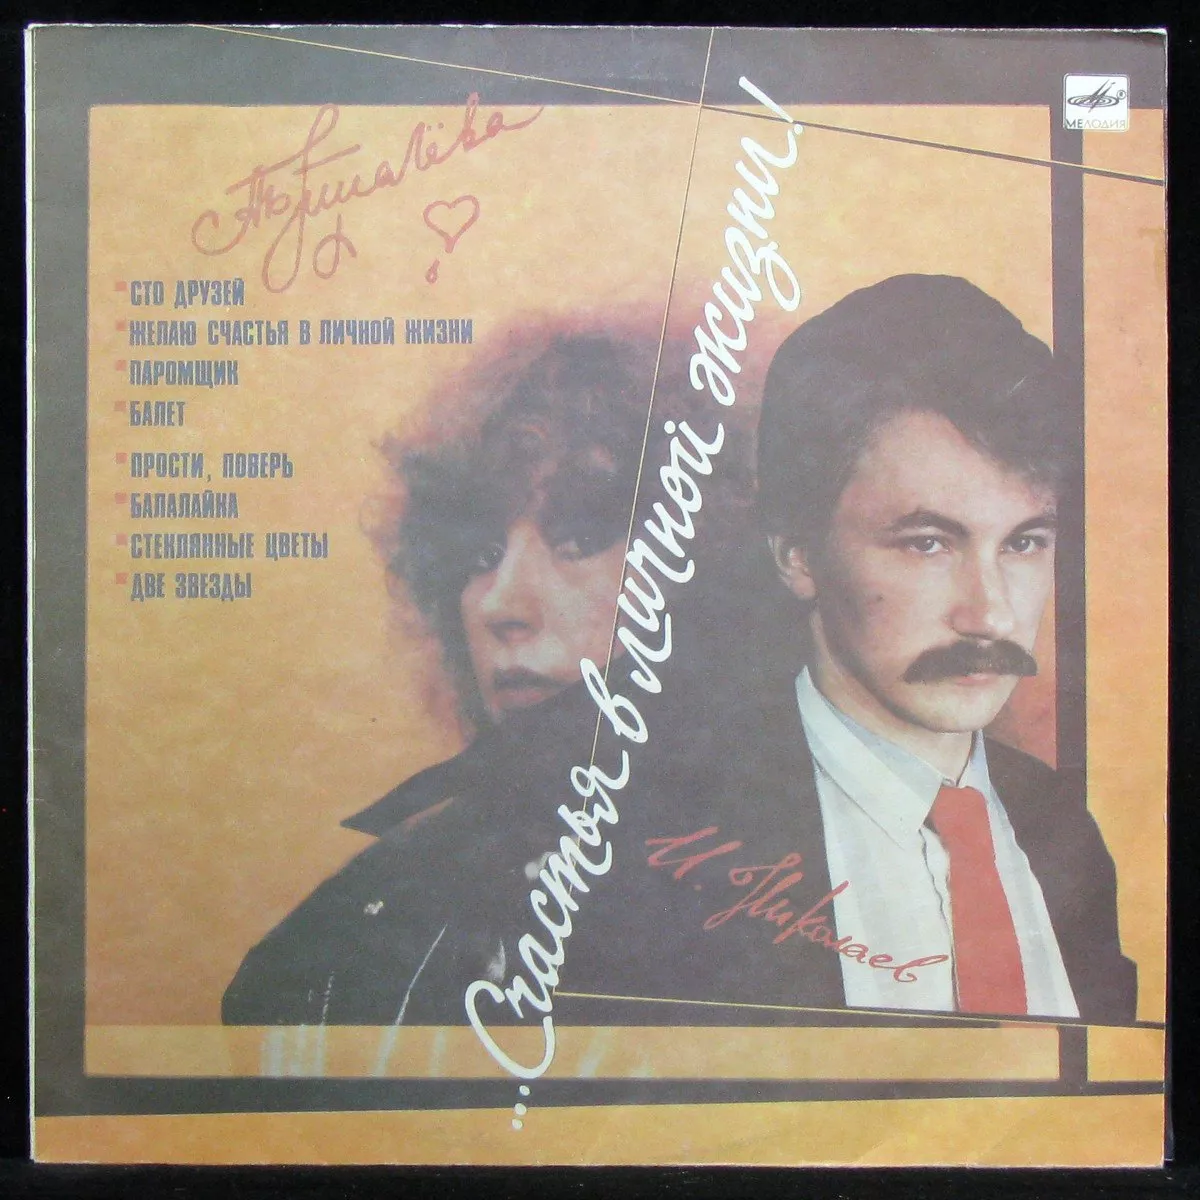 МЕЛОДИЯ
А. Пугачёва
СТО ДРУЗЕЙ
ЖЕЛАЮ СЧАСТЬЯ В ЛИЧНОЙ ЖИЗНИ
ПАРОМЩИК
БАЛЕТ
ПРОСТИ, ПОВЕРЬ
БАЛАЛАЙКА
СТЕКЛЯННЫЕ ЦВЕТЫ
ДВЕ ЗВЕЗДЫ
...Счастья в личной жизни!
И. Николаев